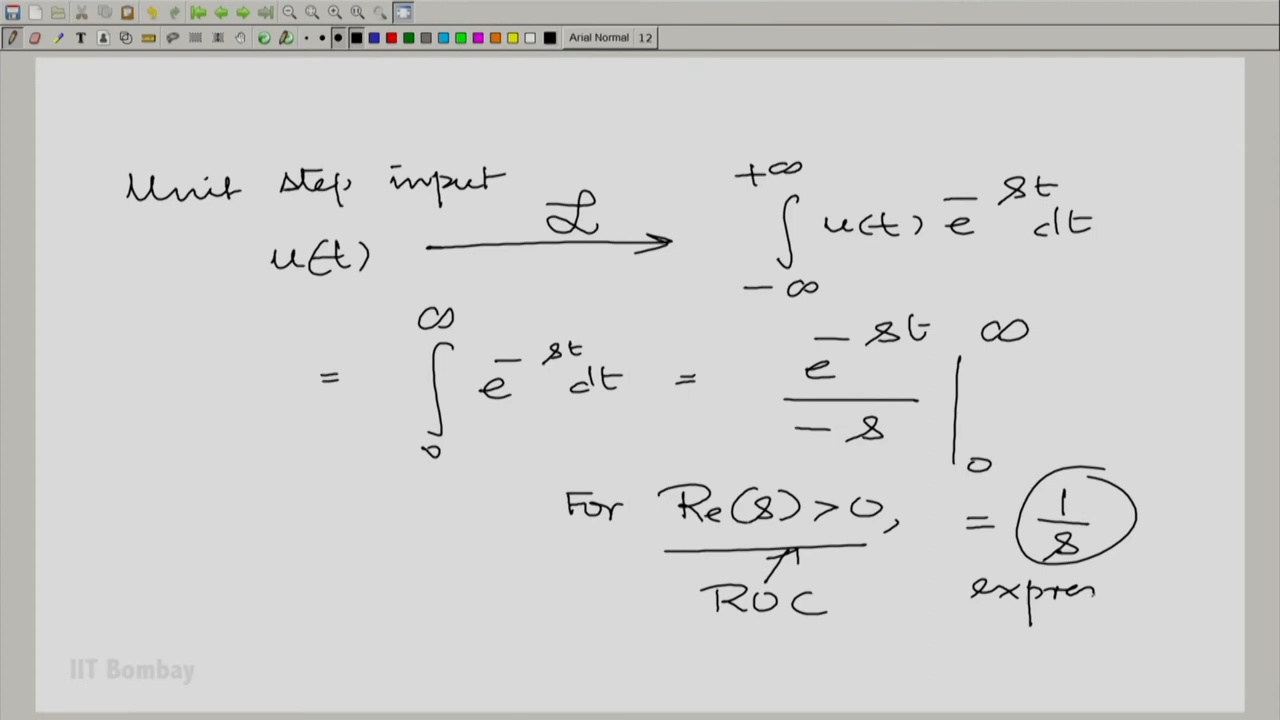 T Arial Normal 12
Unit step input
u(t) ℒ ∫_{-∞}^{+∞} u(t) e^{-st} dt
= ∫_0^∞ e^{-st} dt = e^{-st} / -s |_0^∞
For Re(s) > 0, = 1/s
ROC expres
IIT Bombay